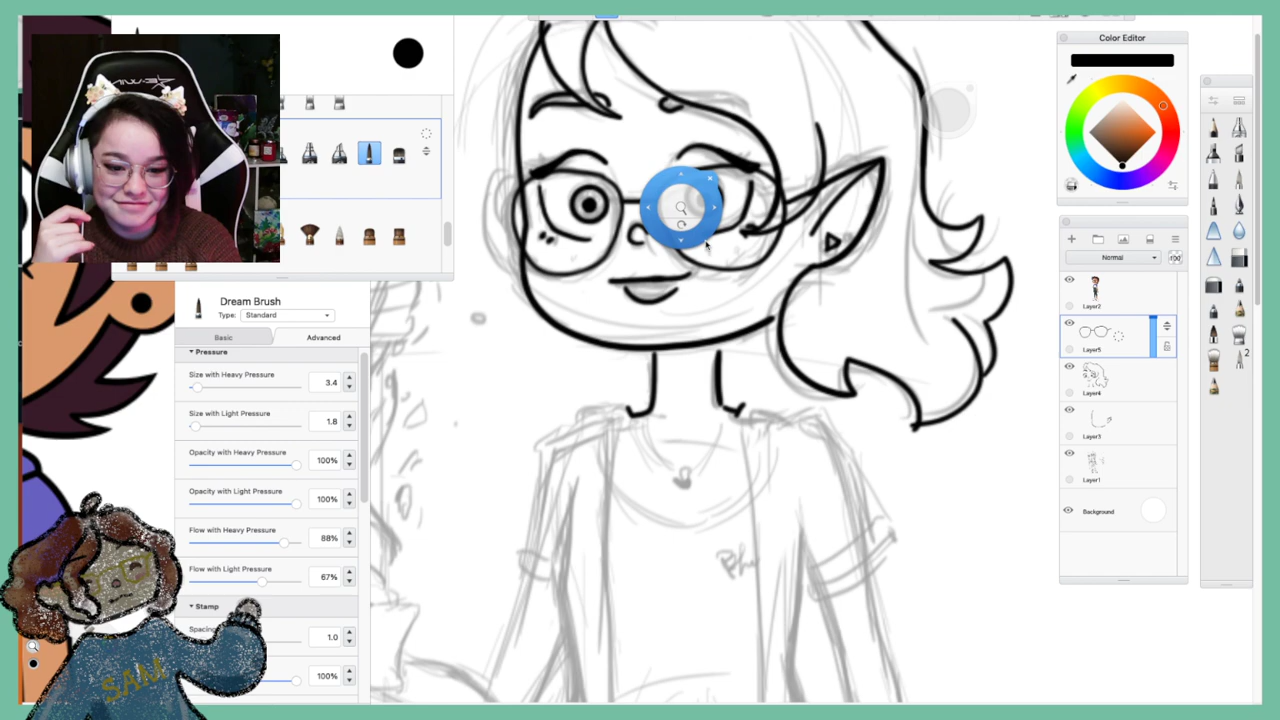 Color Editor
Dream Brush
Type: Standard
Basic Advanced
Pressure
Size with Heavy Pressure
3.4
Size with Light Pressure
1.8
Opacity with Heavy Pressure
100%
Opacity with Light Pressure
100%
Flow with Heavy Pressure
88%
Flow with Light Pressure
67%
Stamp
1.0
100%
SAM
Normal
Layer2
Layer5
Layer4
Layer3
Layer1
Background
2